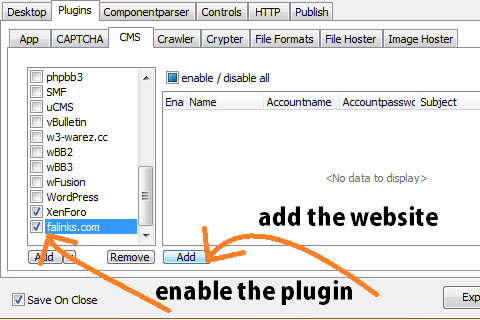 Desktop Plugins Componentparser Controls HTTP Publish
App CAPTCHA CMS Crawler Crypter File Formats File Hoster Image Hoster
phpbb3
SMF
uCMS
vBulletin
w3-warez.cc
wBB2
wBB3
wFusion
WordPress
XenForo
falinks.com
Add
Remove
enable / disable all
Ena Name Accountname Accountpasswo Subject
<No data to display>
Add
add the website
enable the plugin
Save On Close
Exp